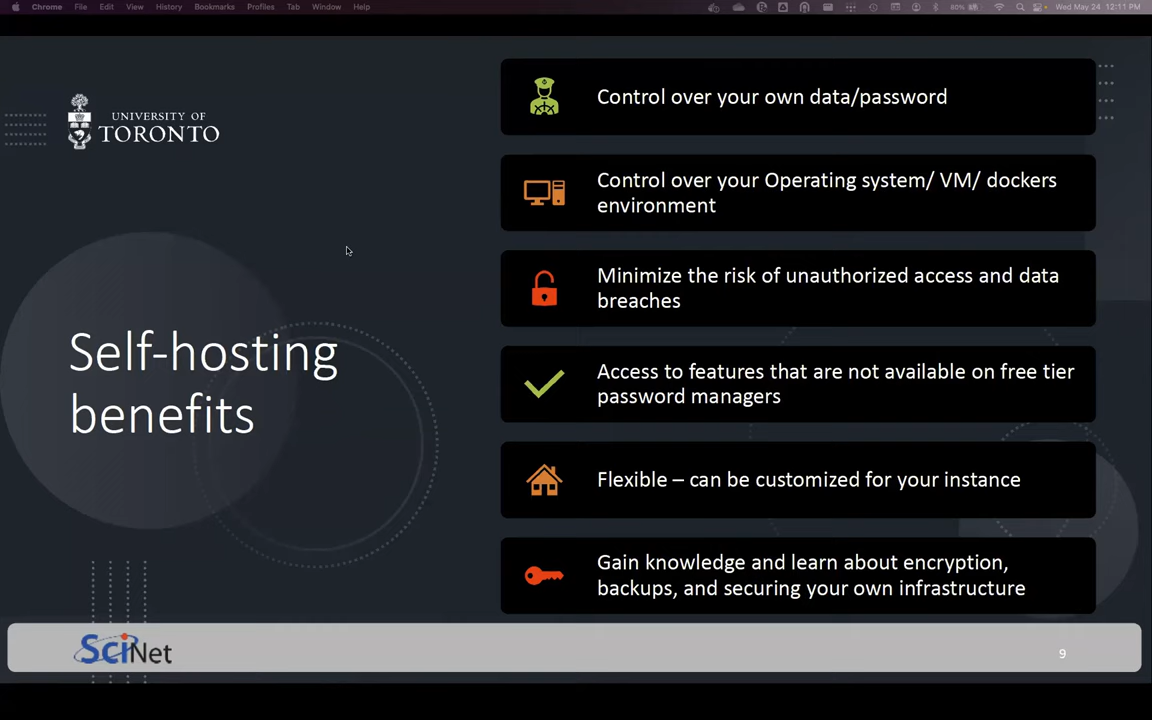 Chrome File Edit View History Bookmarks Profiles Tab Window Help 80% Wed May 24 12:11 PM
UNIVERSITY OF
TORONTO
Self-hosting
benefits
Control over your own data/password
Control over your Operating system/ VM/ dockers
environment
Minimize the risk of unauthorized access and data
breaches
Access to features that are not available on free tier
password managers
Flexible – can be customized for your instance
Gain knowledge and learn about encryption,
backups, and securing your own infrastructure
SciNet
9